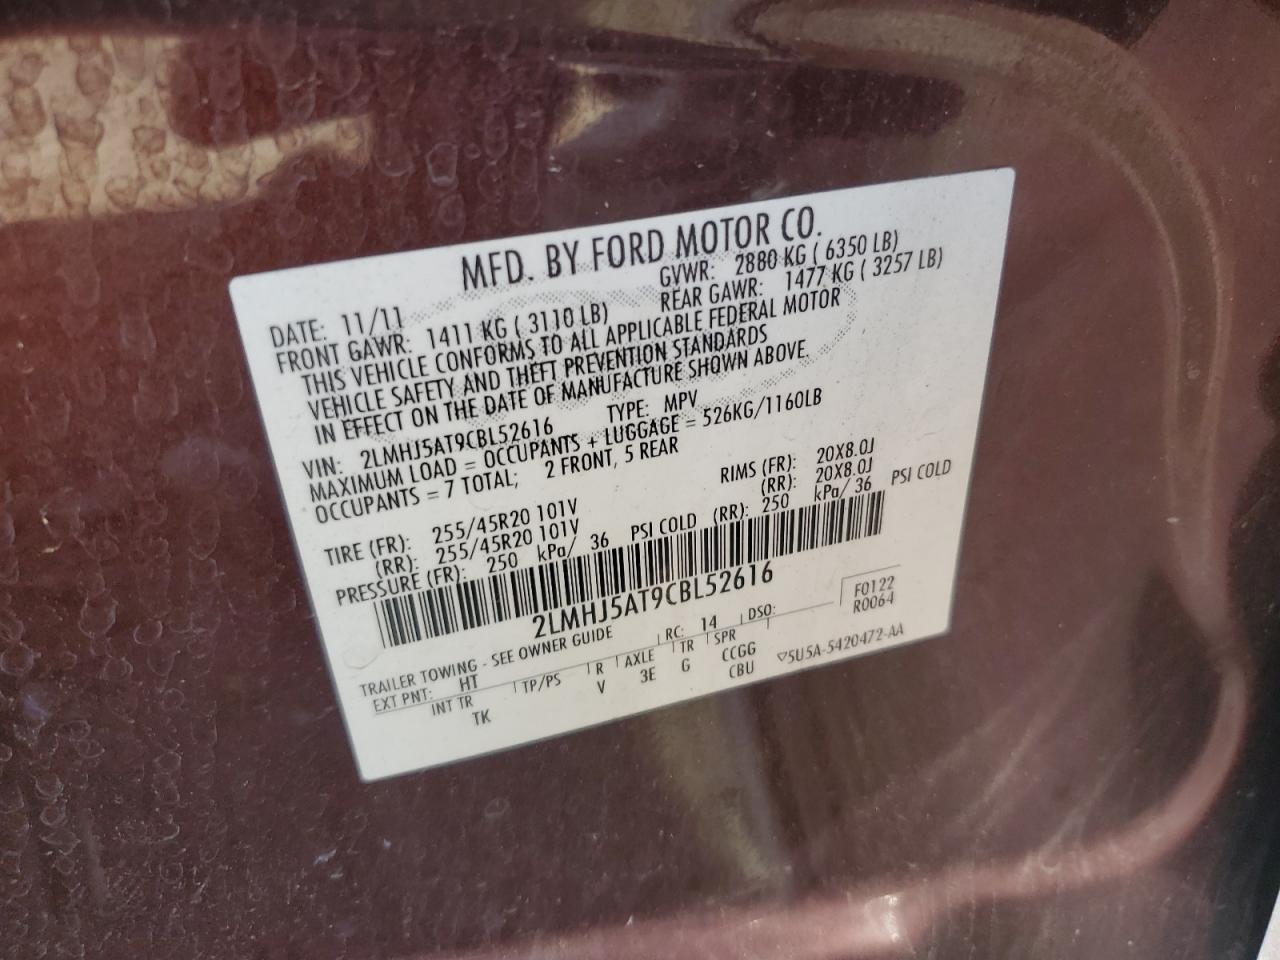 MFD. BY FORD MOTOR CO.
DATE: 11/11 GVWR: 2880 KG ( 6350 LB)
FRONT GAWR: 1411 KG ( 3110 LB) REAR GAWR: 1477 KG ( 3257 LB)
THIS VEHICLE CONFORMS TO ALL APPLICABLE FEDERAL MOTOR
VEHICLE SAFETY AND THEFT PREVENTION STANDARDS
IN EFFECT ON THE DATE OF MANUFACTURE SHOWN ABOVE.
VIN: 2LMHJ5AT9CBL52616 TYPE: MPV
MAXIMUM LOAD = OCCUPANTS + LUGGAGE = 526KG/1160LB
OCCUPANTS = 7 TOTAL; 2 FRONT, 5 REAR
TIRE (FR): 255/45R20 101V RIMS (FR): 20X8.0J
(RR): 255/45R20 101V (RR): 20X8.0J
PRESSURE (FR): 250 kPa/ 36 PSI COLD (RR): 250 kPa/ 36 PSI COLD
2LMHJ5AT9CBL52616
F0122
R0064
TRAILER TOWING - SEE OWNER GUIDE
EXT PNT: HT RC: 14 DSO:
INT TR TP/PS R AXLE TR SPR
TK V 3E G CCGG
CBU
▽5U5A-5420472-AA